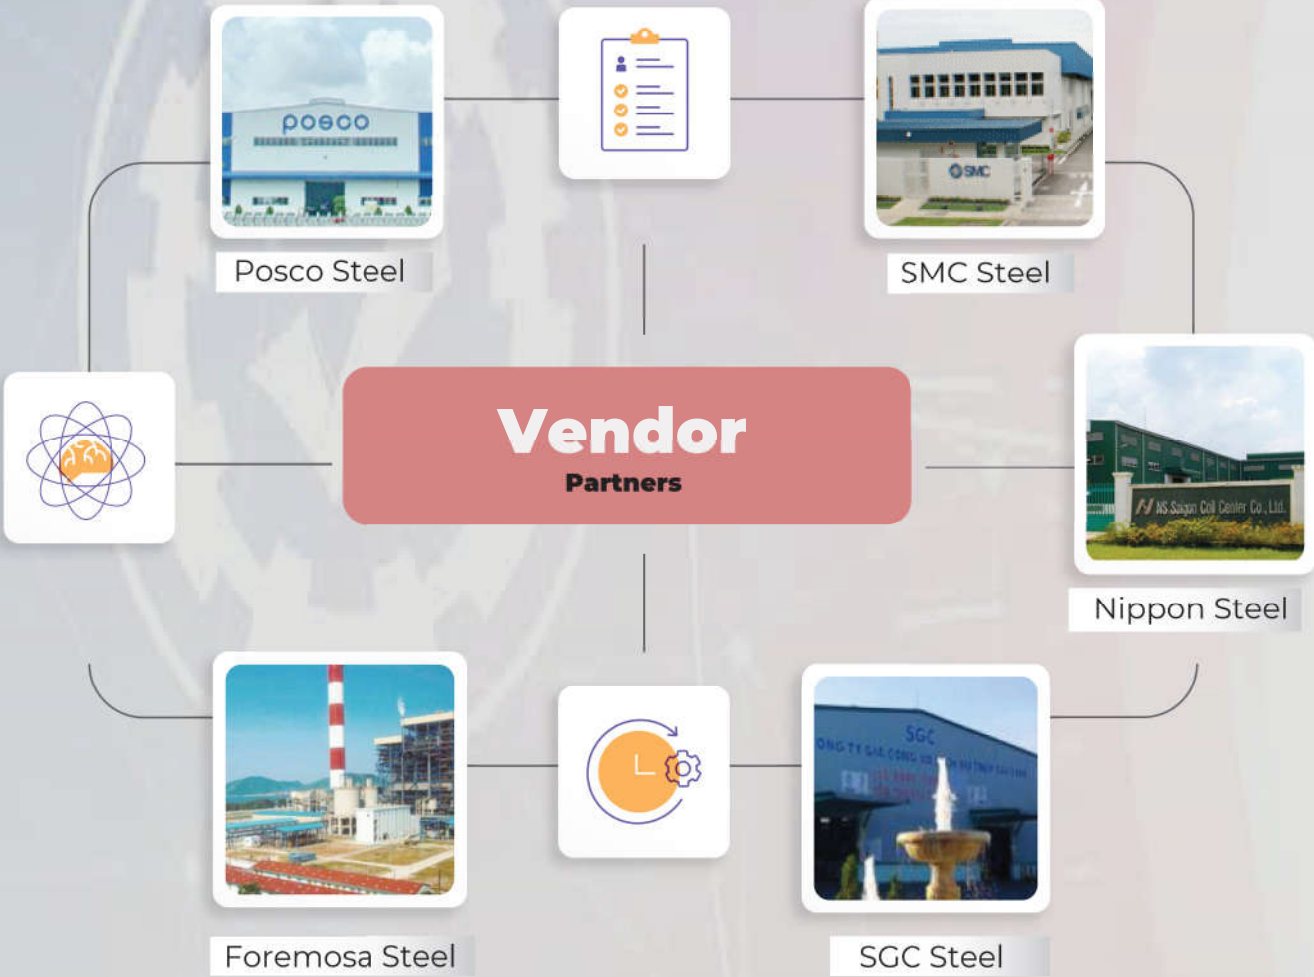 posco
SMC
Posco Steel
SMC Steel
Vendor
Partners
NS Saigon Coil Center Co., Ltd.
Nippon Steel
SGC
Foremosa Steel
SGC Steel